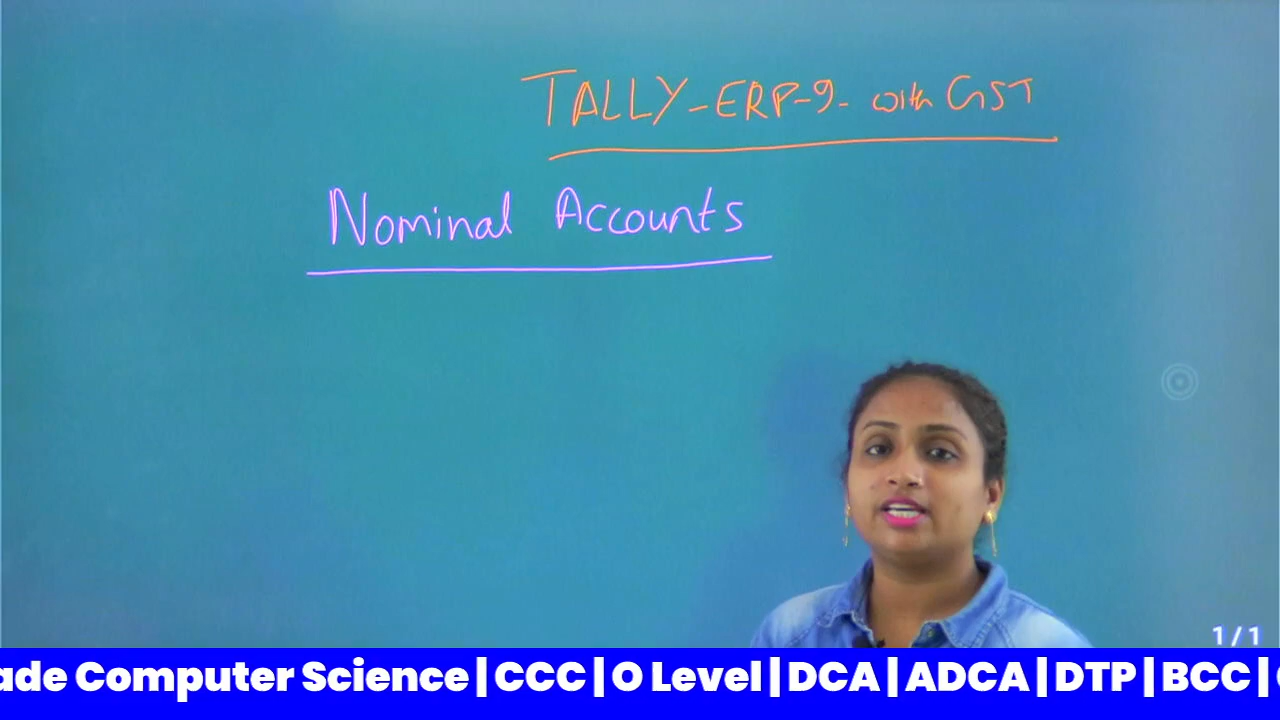 TALLY-ERP-9- with GST
Nominal Accounts
1 / 1
ade Computer Science | CCC | O Level | DCA | ADCA | DTP | BCC |